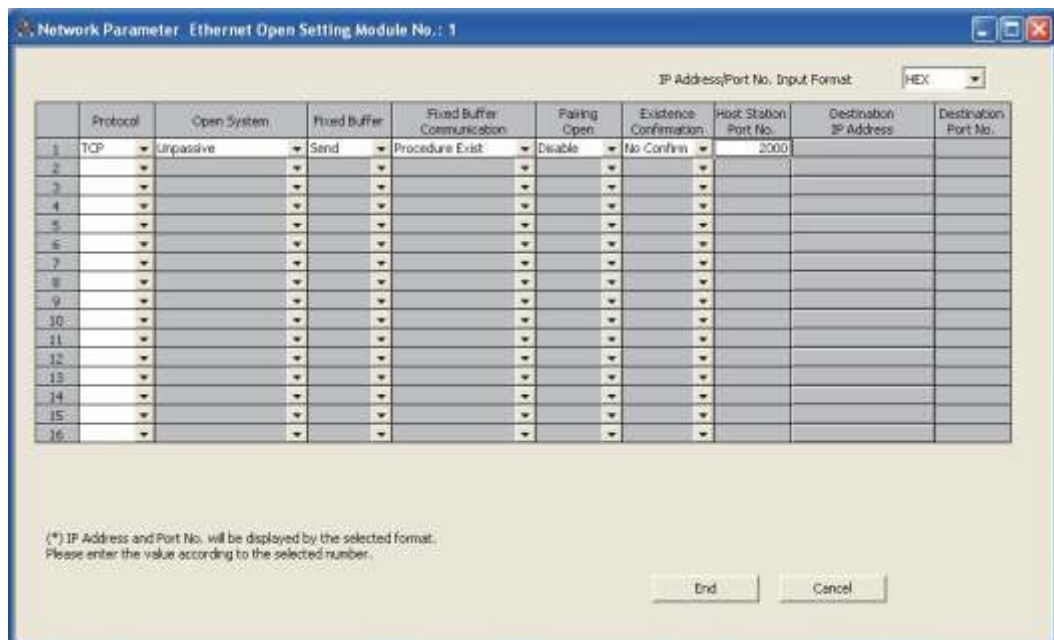 Network Parameter Ethernet Open Setting Module No.: 1
IP Address/Port No. Input Format HEX
Protocol Open System Fixed Buffer Fixed Buffer Communication Pairing Open Existence Confirmation Host Station Port No. Destination IP Address Destination Port No.
1 TCP Unpassive Send Procedure Exist Disable No Confirm 2000
2
3
4
5
6
7
8
9
10
11
12
13
14
15
16
(*) IP Address and Port No. will be displayed by the selected format.
Please enter the value according to the selected number.
End Cancel